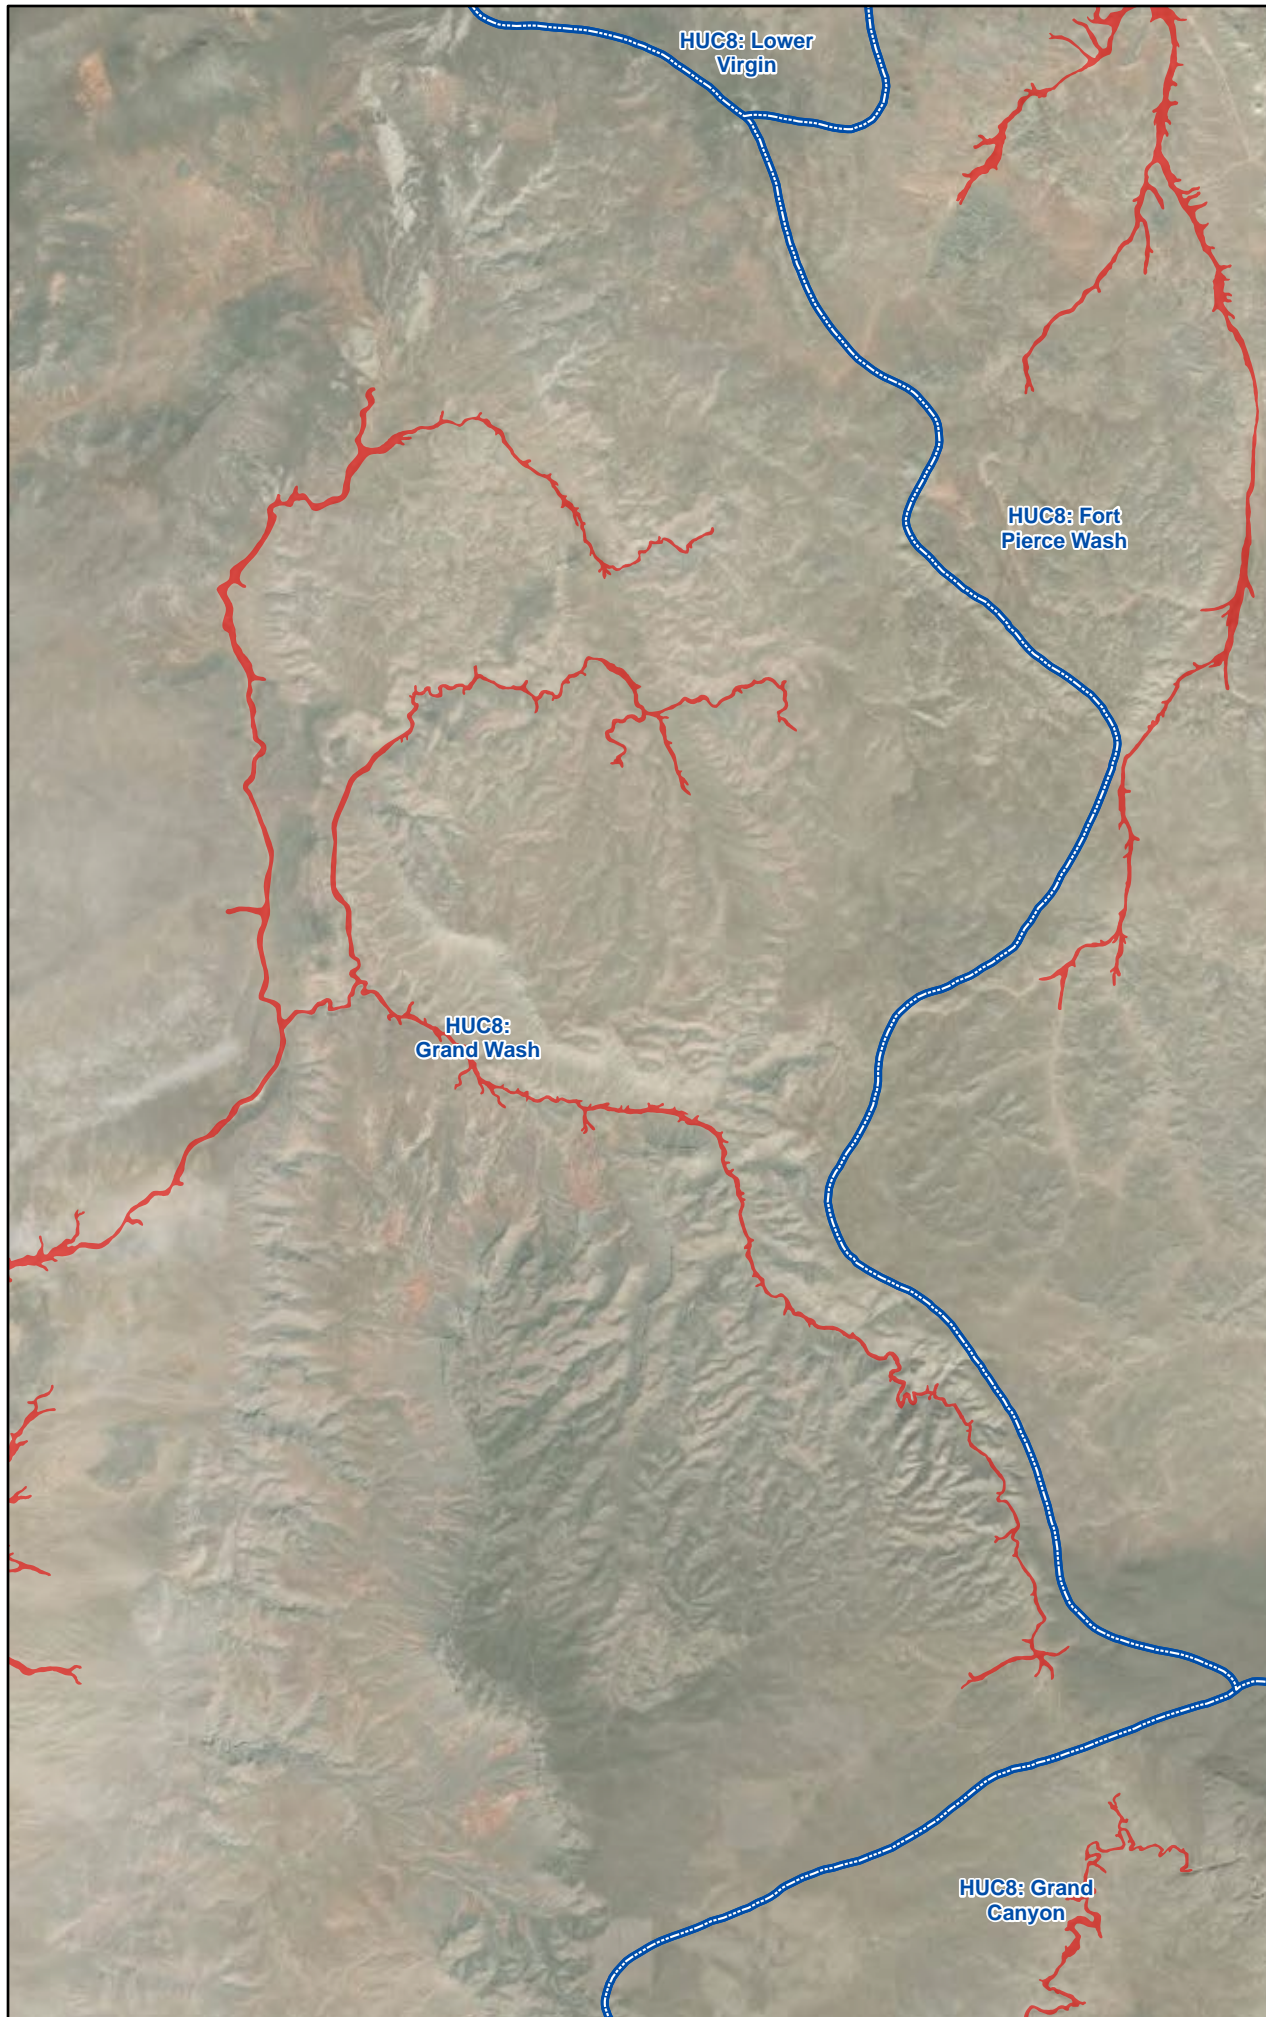 HUC8: Lower
Virgin
HUC8: Fort
Pierce Wash
HUC8:
Grand Wash
HUC8: Grand
Canyon